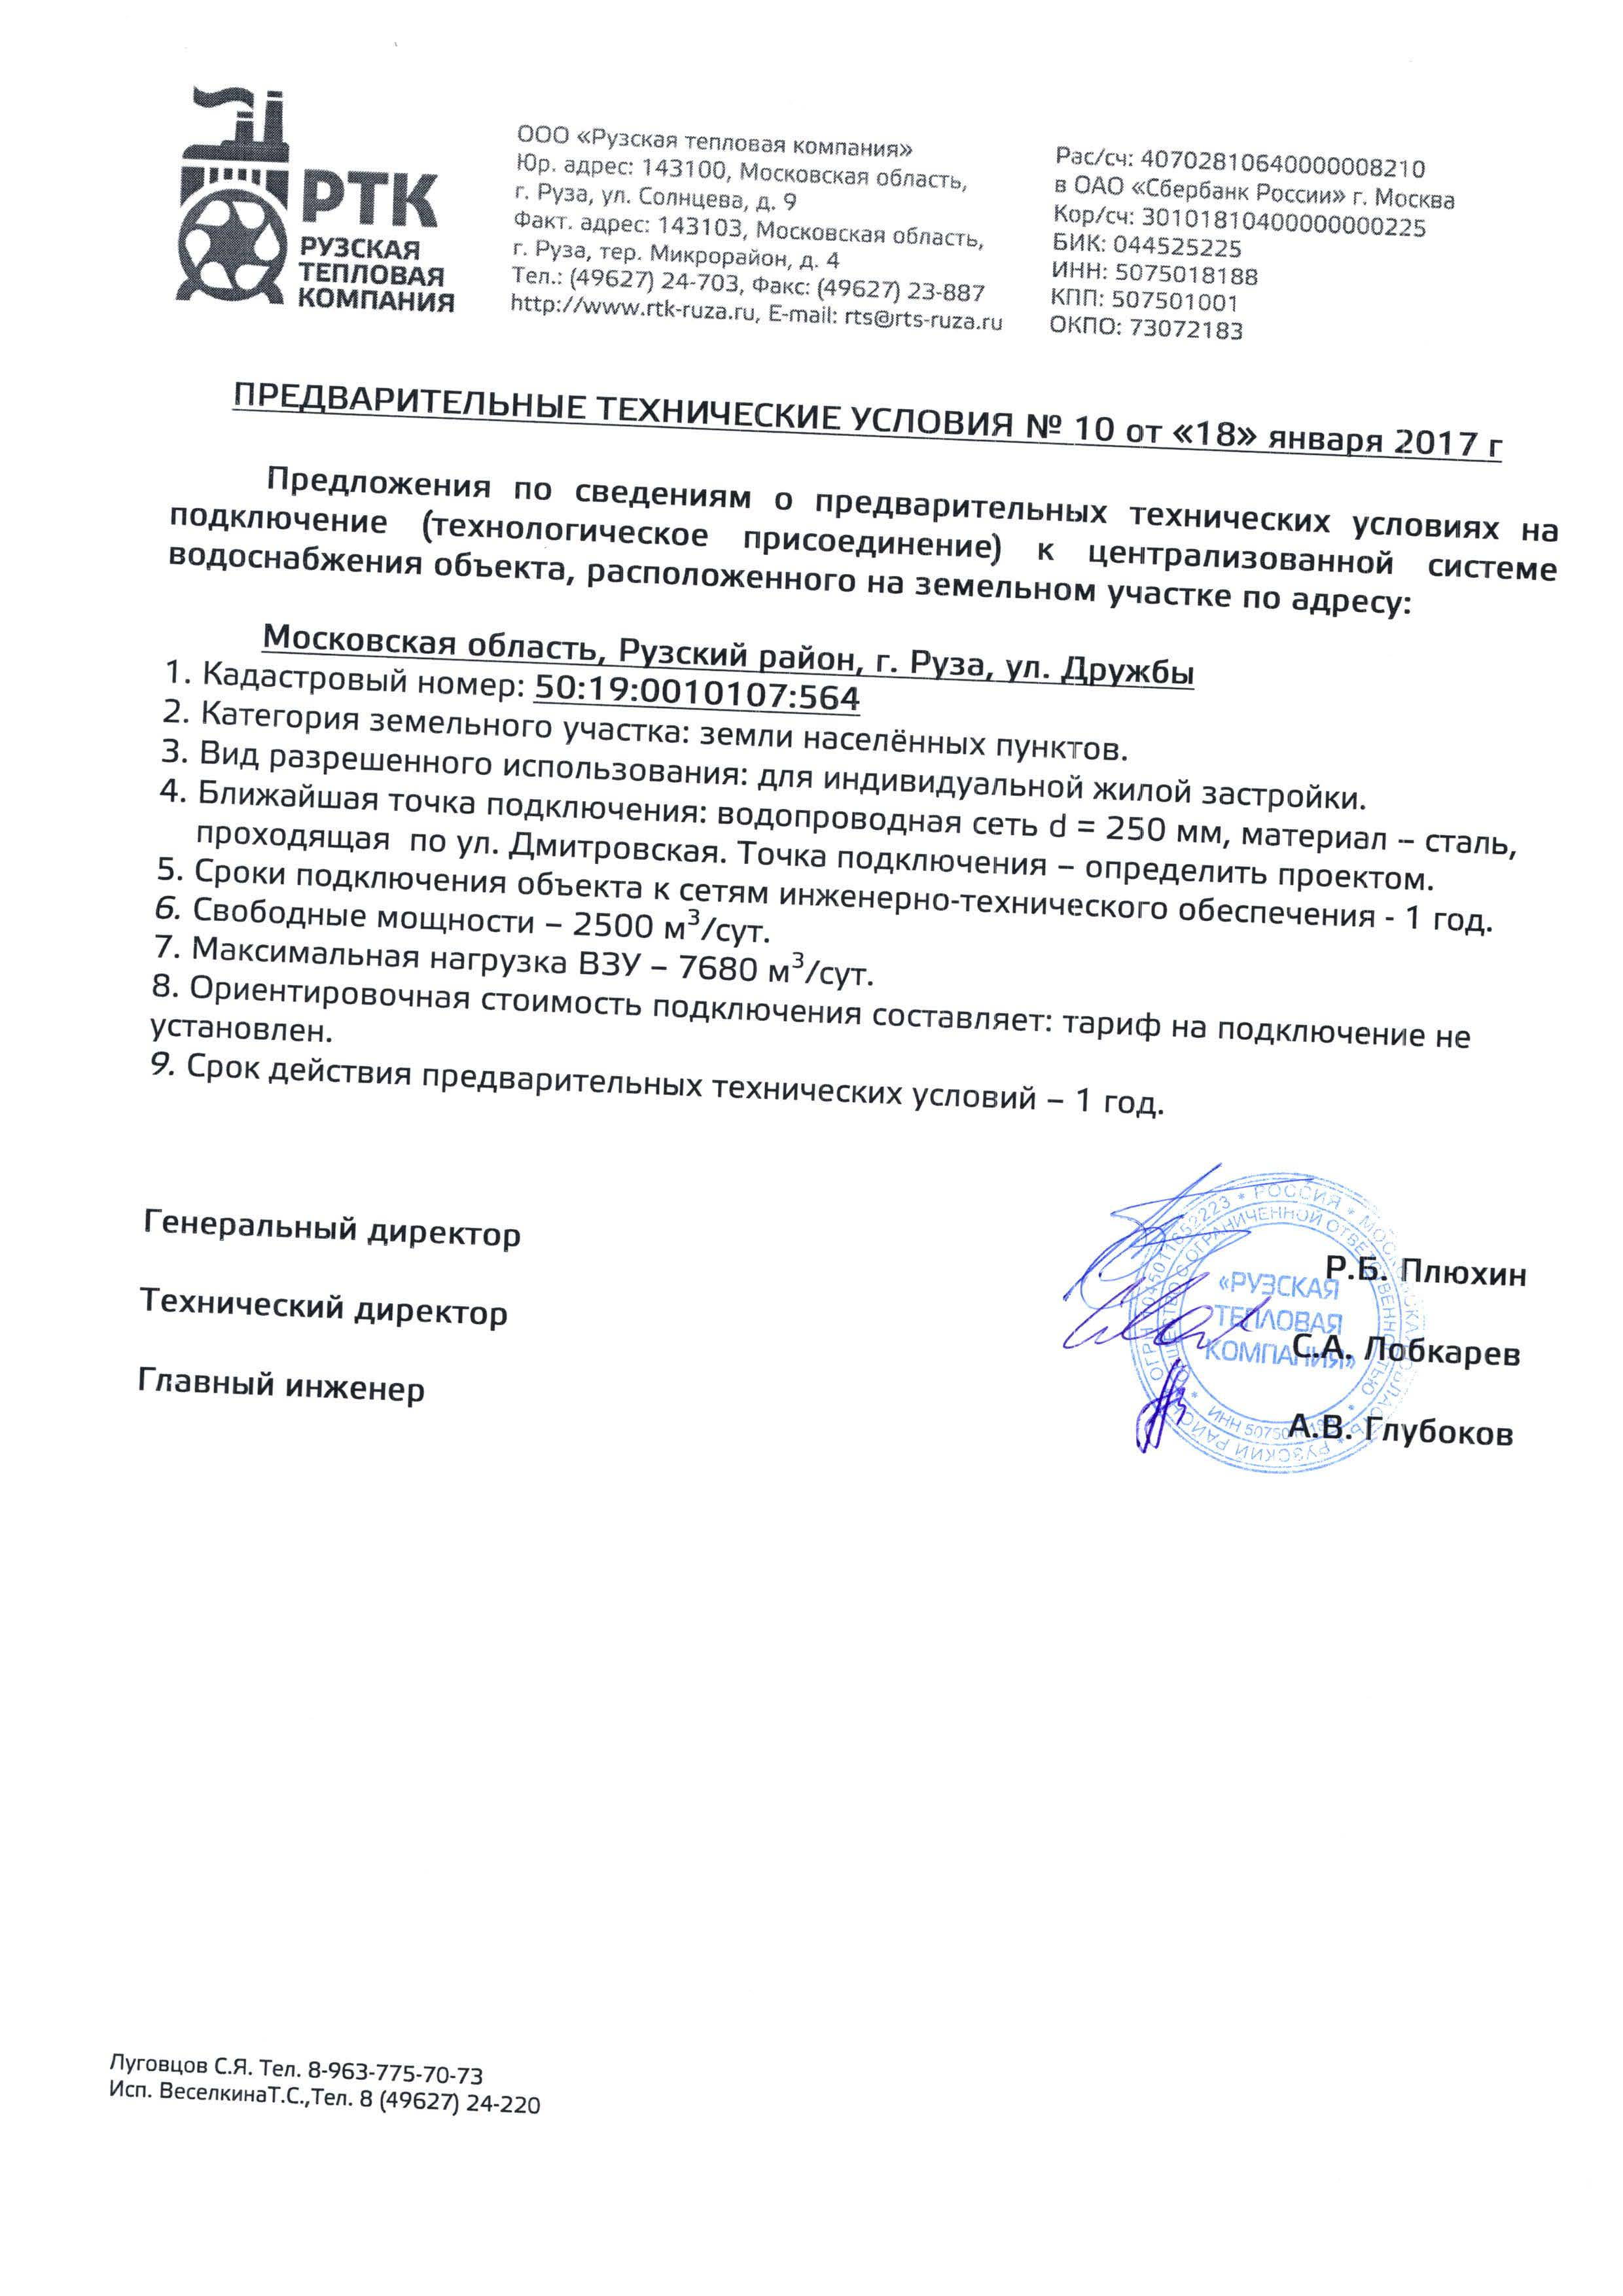 РТК
РУЗСКАЯ
ТЕПЛОВАЯ
КОМПАНИЯ
ООО «Рузская тепловая компания»
Юр. адрес: 143100, Московская область,
г. Руза, ул. Солнцева, д. 9
Факт. адрес: 143103, Московская область,
г. Руза, тер. Микрорайон, д. 4
Тел.: (49627) 24-703, Факс: (49627) 23-887
http://www.rtk-ruza.ru, E-mail: rts@rts-ruza.ru
Рас/сч: 40702810640000008210
в ОАО «Сбербанк России» г. Москва
Кор/сч: 30101810400000000225
БИК: 044525225
ИНН: 5075018188
КПП: 507501001
ОКПО: 73072183
ПРЕДВАРИТЕЛЬНЫЕ ТЕХНИЧЕСКИЕ УСЛОВИЯ № 10 от «18» января 2017 г
Предложения по сведениям о предварительных технических условиях на
подключение (технологическое присоединение) к централизованной системе
водоснабжения объекта, расположенного на земельном участке по адресу:
Московская область, Рузский район, г. Руза, ул. Дружбы
1. Кадастровый номер: 50:19:0010107:564
2. Категория земельного участка: земли населённых пунктов.
3. Вид разрешенного использования: для индивидуальной жилой застройки.
4. Ближайшая точка подключения: водопроводная сеть d = 250 мм, материал – сталь,
проходящая по ул. Дмитровская. Точка подключения – определить проектом.
5. Сроки подключения объекта к сетям инженерно-технического обеспечения - 1 год.
6. Свободные мощности – 2500 м³/сут.
7. Максимальная нагрузка ВЗУ – 7680 м³/сут.
8. Ориентировочная стоимость подключения составляет: тариф на подключение не
установлен.
9. Срок действия предварительных технических условий – 1 год.
Генеральный директор
Р.Б. Плюхин
Технический директор
С.А. Лобкарев
Главный инженер
А.В. Глубоков
РОССИЯ * МОСКОВСКАЯ ОБЛАСТЬ * РУЗСКИЙ РАЙОН
ОБЩЕСТВО С ОГРАНИЧЕННОЙ ОТВЕТСТВЕННОСТЬЮ
«РУЗСКАЯ
ТЕПЛОВАЯ
КОМПАНИЯ»
Луговцов С.Я. Тел. 8-963-775-70-73
Исп. ВеселкинаТ.С.,Тел. 8 (49627) 24-220